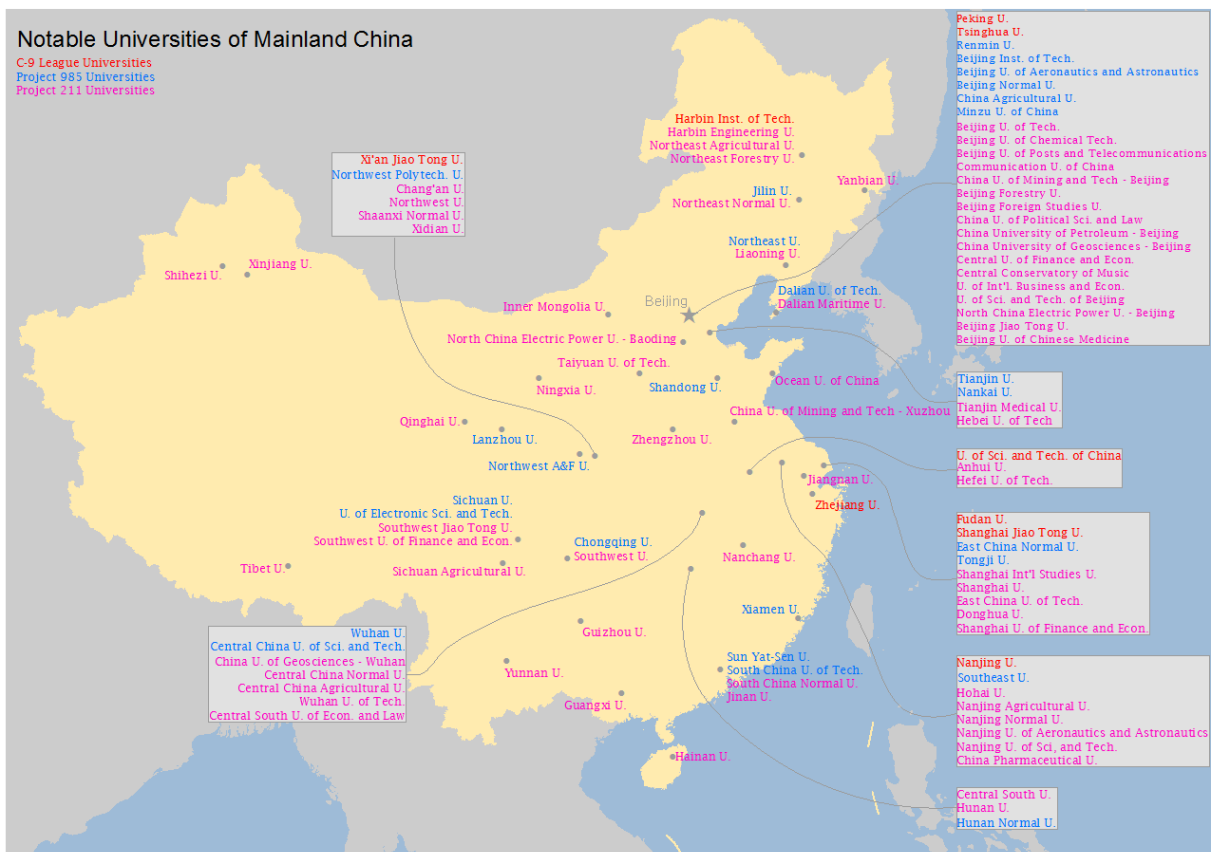 Notable Universities of Mainland China
C-9 League Universities
Project 985 Universities
Project 211 Universities
Peking U.
Tsinghua U.
Renmin U.
Beijing Inst. of Tech.
Beijing U. of Aeronautics and Astronautics
Beijing Normal U.
China Agricultural U.
Minzu U. of China
Beijing U. of Tech.
Beijing U. of Chemical Tech.
Beijing U. of Posts and Telecommunications
Communication U. of China
China U. of Mining and Tech - Beijing
Beijing Forestry U.
Beijing Foreign Studies U.
China U. of Political Sci. and Law
China University of Petroleum - Beijing
China University of Geosciences - Beijing
Central U. of Finance and Econ.
Central Conservatory of Music
U. of Int'l. Business and Econ.
U. of Sci. and Tech. of Beijing
North China Electric Power U. - Beijing
Beijing Jiao Tong U.
Beijing U. of Chinese Medicine
Harbin Inst. of Tech.
Harbin Engineering U.
Northeast Agricultural U.
Northeast Forestry U.
Xi'an Jiao Tong U.
Northwest Polytech. U.
Chang'an U.
Northwest U.
Shaanxi Normal U.
Xidian U.
Yanbian U.
Jilin U.
Northeast Normal U.
Northeast U.
Liaoning U.
Shihezi U.
Xinjiang U.
Dalian U. of Tech.
Dalian Maritime U.
Beijing
Inner Mongolia U.
North China Electric Power U. - Baoding
Taiyuan U. of Tech.
Ningxia U.
Shandong U.
Ocean U. of China
Tianjin U.
Nankai U.
Tianjin Medical U.
Hebei U. of Tech
China U. of Mining and Tech - Xuzhou
Qinghai U.
Lanzhou U.
Zhengzhou U.
Northwest A&F U.
U. of Sci. and Tech. of China
Anhui U.
Hefei U. of Tech.
Jiangnan U.
Zhejiang U.
Sichuan U.
U. of Electronic Sci. and Tech.
Southwest Jiao Tong U.
Southwest U. of Finance and Econ.
Fudan U.
Shanghai Jiao Tong U.
East China Normal U.
Tongji U.
Shanghai Int'l Studies U.
Shanghai U.
East China U. of Tech.
Donghua U.
Shanghai U. of Finance and Econ.
Chongqing U.
Southwest U.
Nanchang U.
Tibet U.
Sichuan Agricultural U.
Xiamen U.
Guizhou U.
Wuhan U.
Central China U. of Sci. and Tech.
China U. of Geosciences - Wuhan
Central China Normal U.
Central China Agricultural U.
Wuhan U. of Tech.
Central South U. of Econ. and Law
Yunnan U.
Sun Yat-Sen U.
South China U. of Tech.
South China Normal U.
Jinan U.
Guangxi U.
Nanjing U.
Southeast U.
Hohai U.
Nanjing Agricultural U.
Nanjing Normal U.
Nanjing U. of Aeronautics and Astronautics
Nanjing U. of Sci, and Tech.
China Pharmaceutical U.
Hainan U.
Central South U.
Hunan U.
Hunan Normal U.